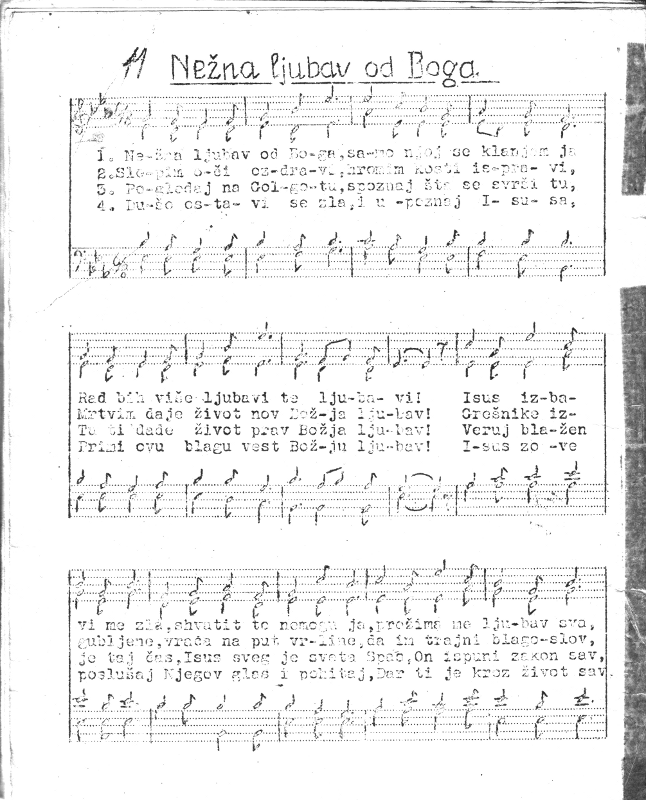 11 Nežna ljubav od Boga.
1. Ne-žna ljubav od Bo-ga,sa-mo njoj se klanjam ja
2.Sle-pim o-či oz-dra-vi,hromim kosti is-pra- vi,
3. Po-gledaj na Gol-go-tu,spoznaj šta se svrši tu,
4. Du-šo os-ta- vi se zla,i u -poznaj I- su- sa,
Rad bih više ljubavi te lju-ba- vi! Isus iz-ba-
Mrtvim daje život nov Bož-ja lju-bav! Grešnike iz-
To ti dade život prav Božja lju-bav! Veruj bla-žen
Primi ovu blagu vest Bož-ju lju-bav! I-sus zo -ve
vi me zla,shvatit to nemogu ja,prožima me lju-bav sva,
gubljene,vraća na put vr-line,da im trajni blago-slov,
je taj čas,Isus sveg je sveta Spas,On ispuni zakon sav,
poslušaj Njegov glas i pohitaj,Dar ti je kroz život sav.